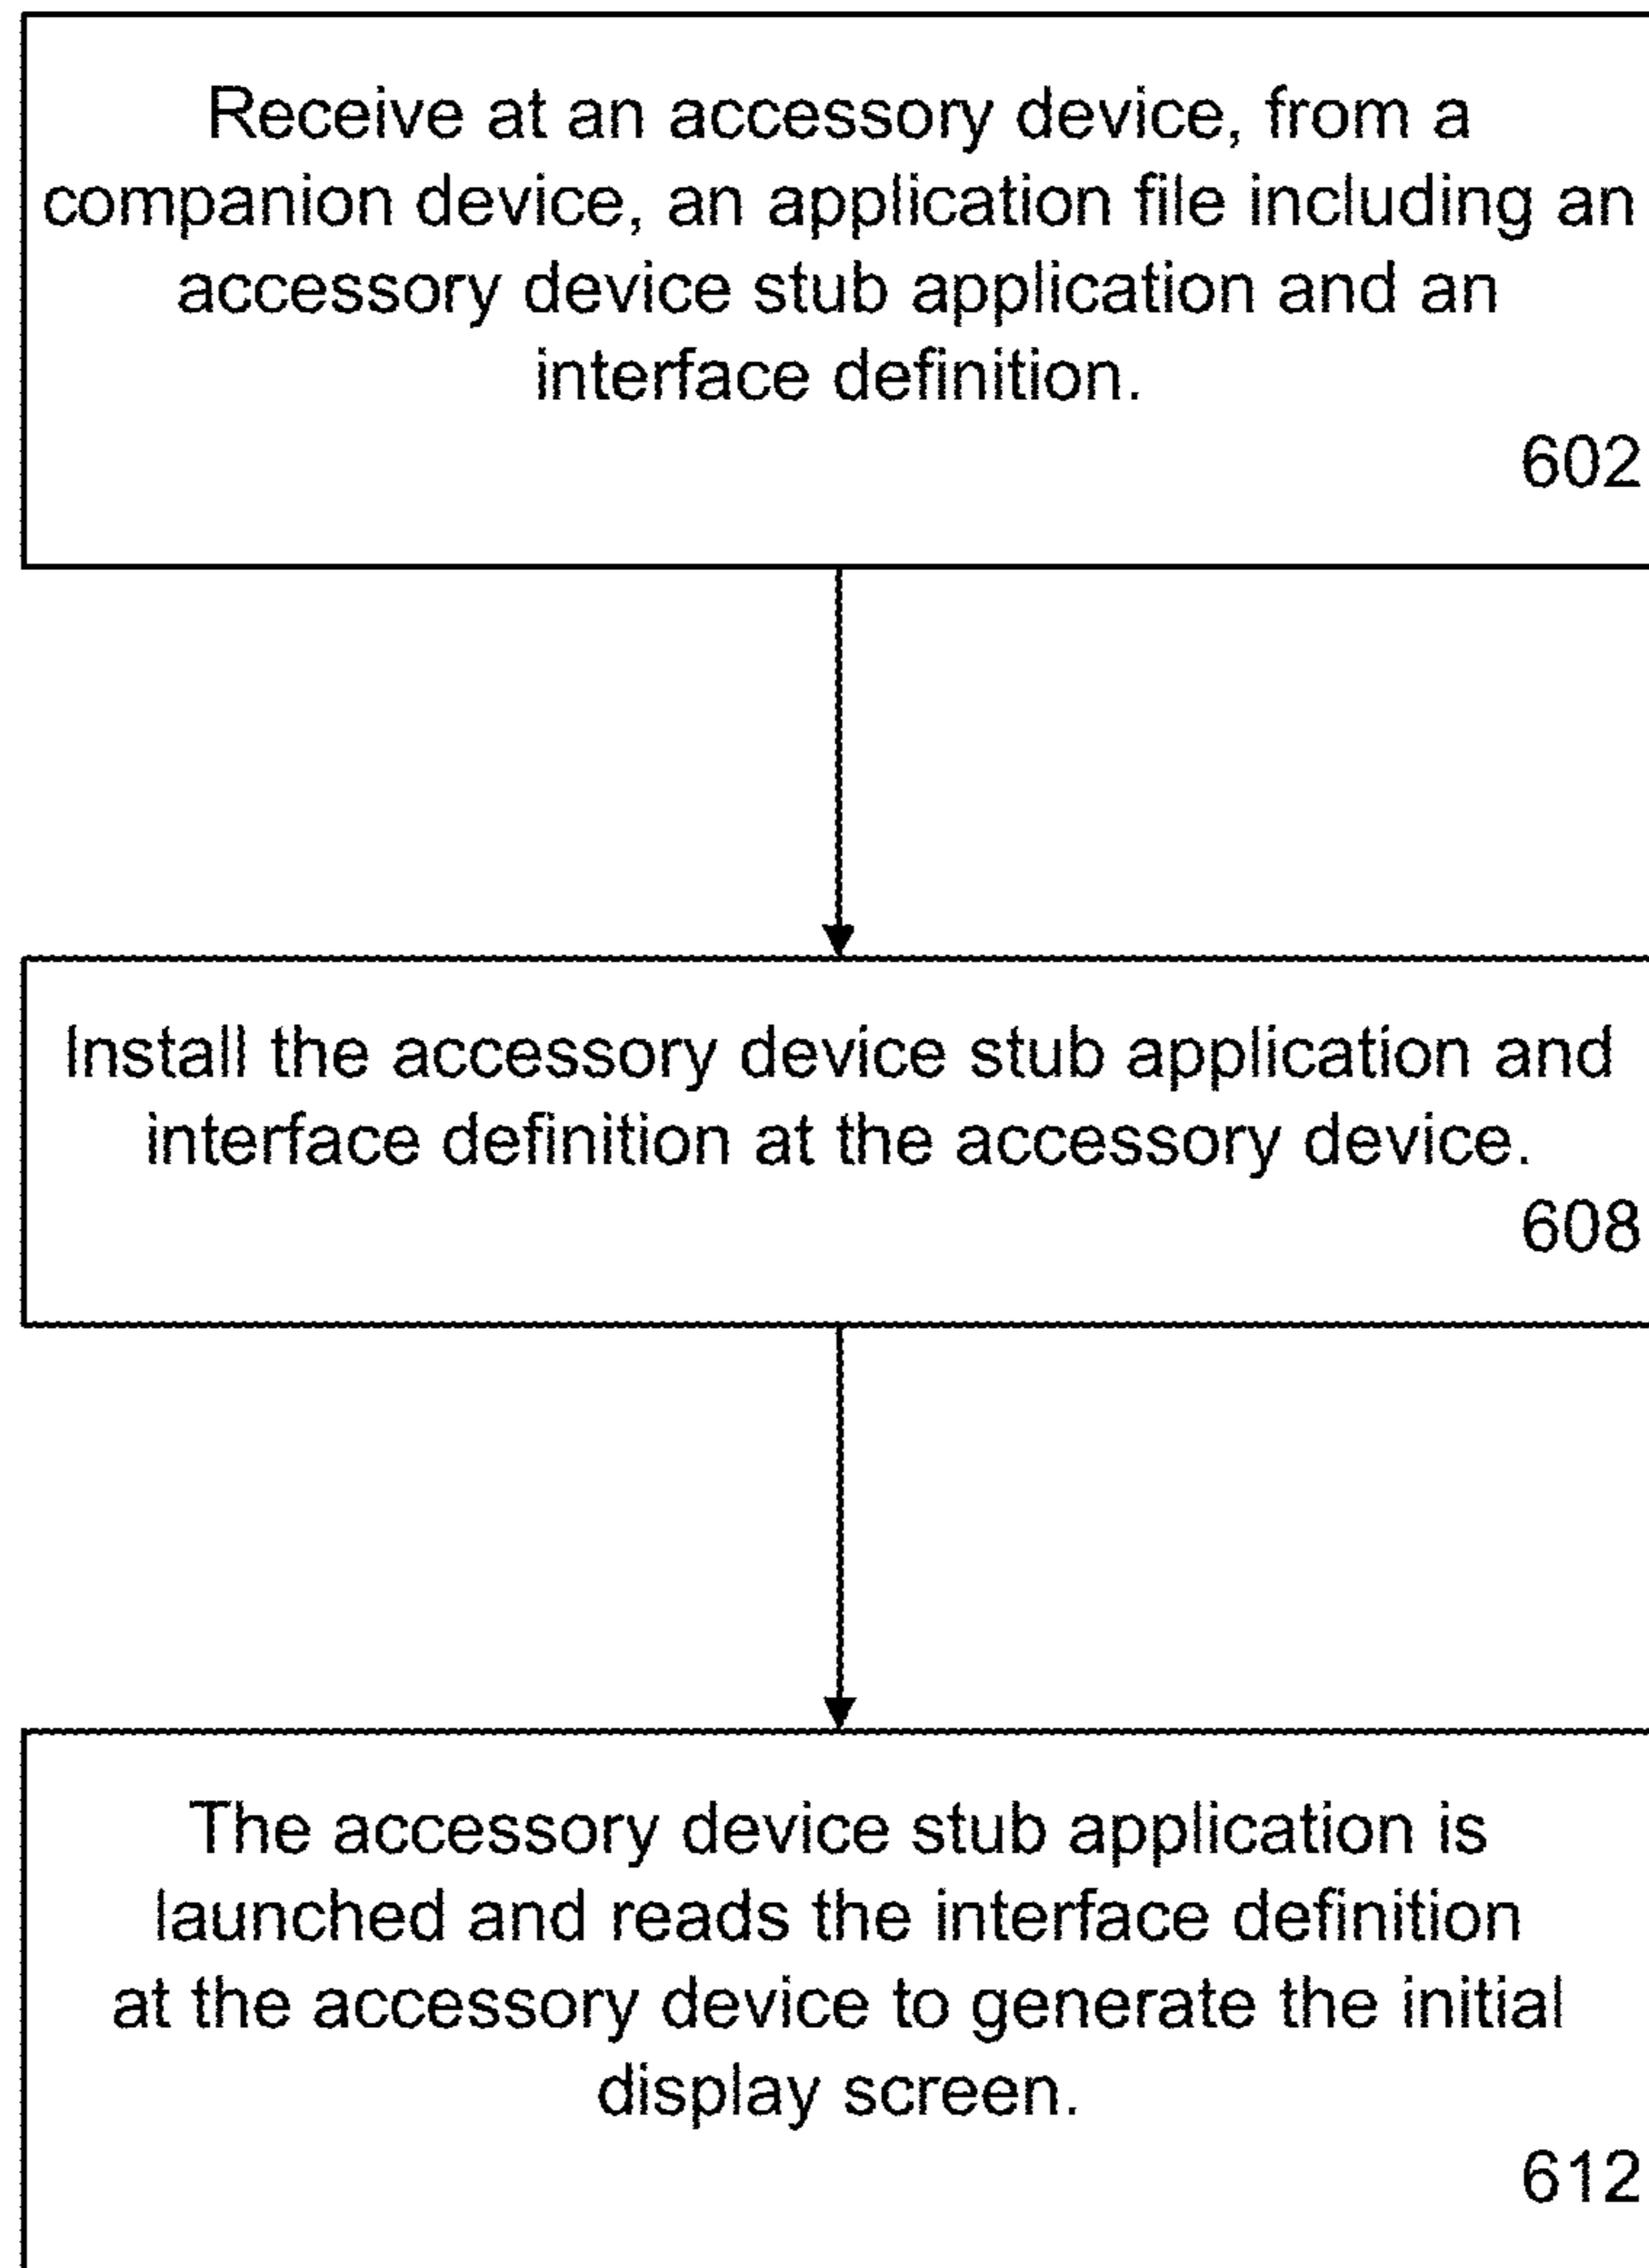 Receive at an accessory device, from a
companion device, an application file including an
accessory device stub application and an
interface definition.
602
Install the accessory device stub application and
interface definition at the accessory device.
608
The accessory device stub application is
launched and reads the interface definition
at the accessory device to generate the initial
display screen.
612